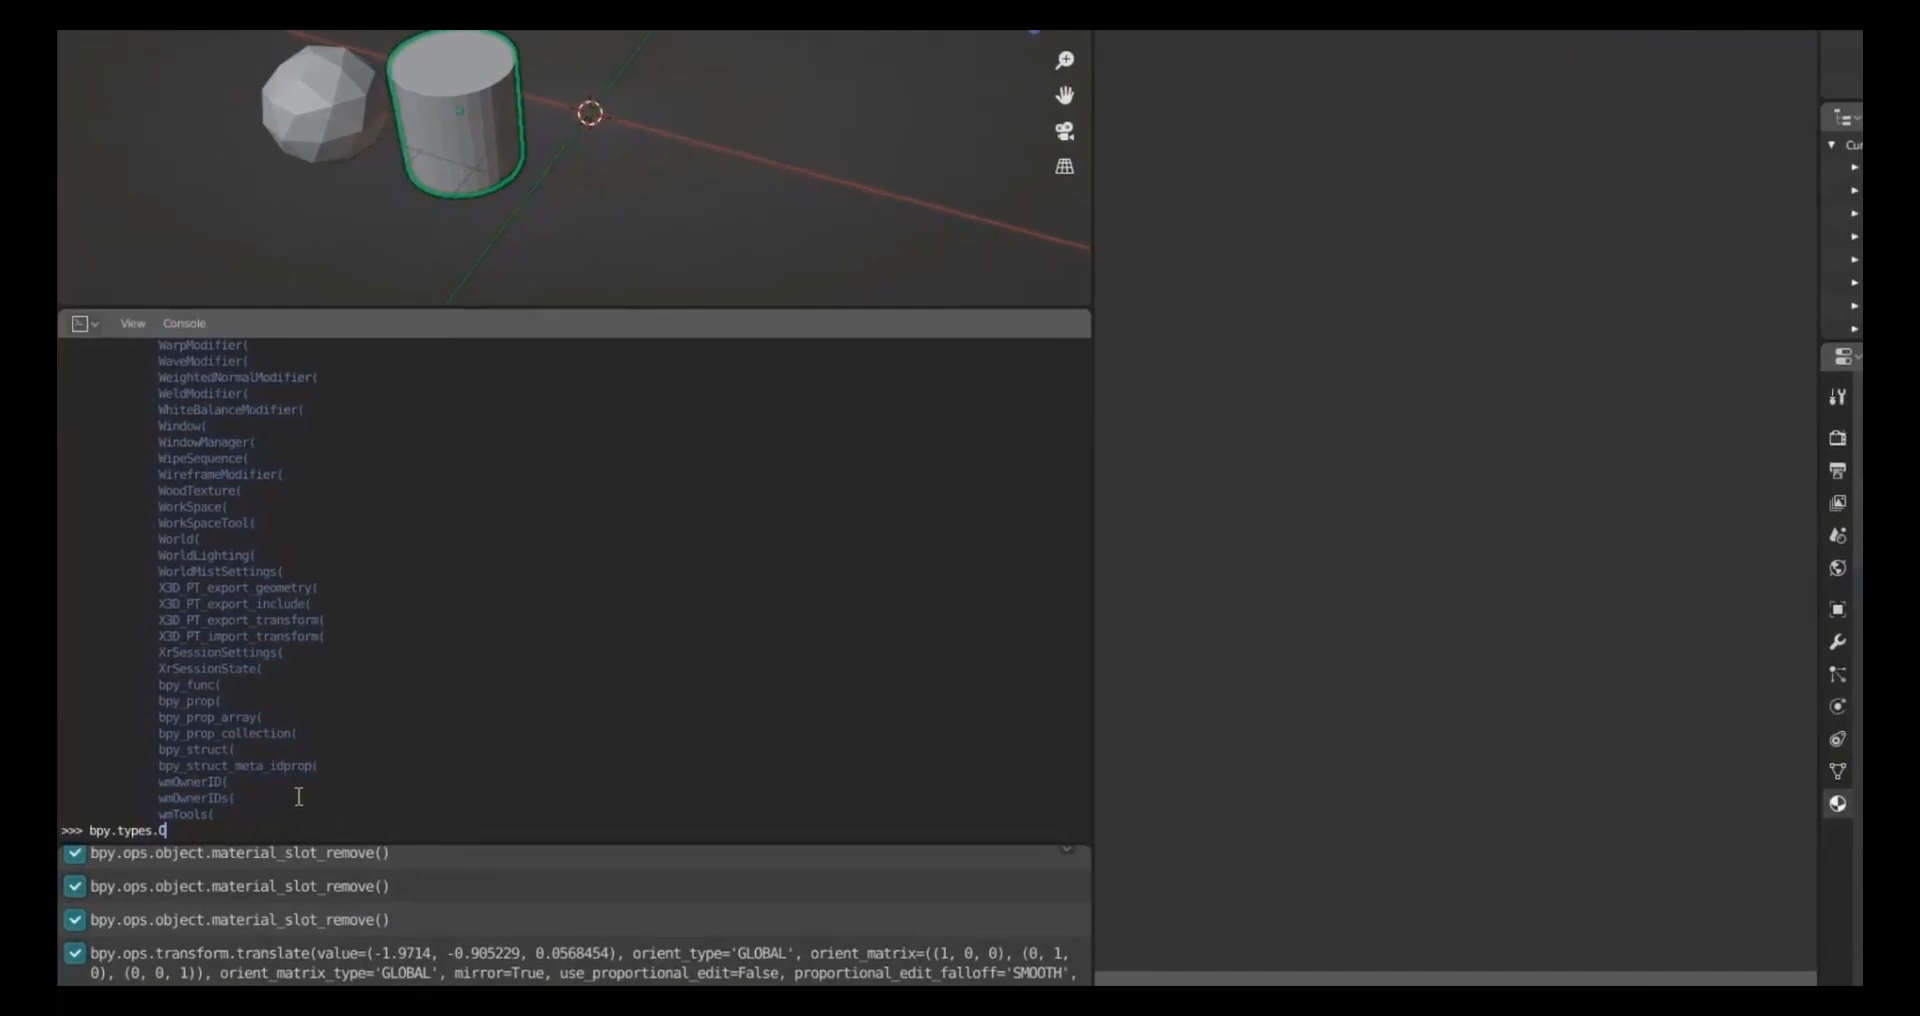 Cur
View Console
WarpModifier(
WaveModifier(
WeightedNormalModifier(
WeldModifier(
WhiteBalanceModifier(
Window(
WindowManager(
WipeSequence(
WireframeModifier(
WoodTexture(
WorkSpace(
WorkSpaceTool(
World(
WorldLighting(
WorldMistSettings(
X3D_PT_export_geometry(
X3D_PT_export_include(
X3D_PT_export_transform(
X3D_PT_import_transform(
XrSessionSettings(
XrSessionState(
bpy_func(
bpy_prop(
bpy_prop_array(
bpy_prop_collection(
bpy_struct(
bpy_struct_meta_idprop(
wmOwnerID(
wmOwnerIDs(
wmTools(
>>> bpy.types.O
bpy.ops.object.material_slot_remove()
bpy.ops.object.material_slot_remove()
bpy.ops.object.material_slot_remove()
bpy.ops.transform.translate(value=(-1.9714, -0.905229, 0.0568454), orient_type='GLOBAL', orient_matrix=((1, 0, 0), (0, 1,
0), (0, 0, 1)), orient_matrix_type='GLOBAL', mirror=True, use_proportional_edit=False, proportional_edit_falloff='SMOOTH',